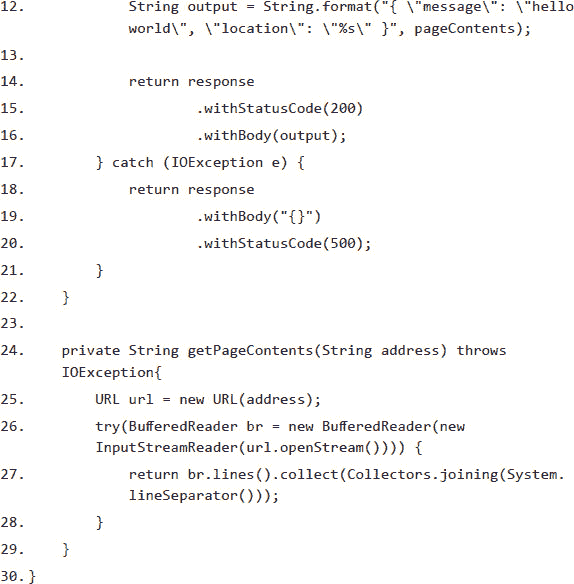 12. String output = String.format("{ \"message\": \"hello
world\", \"location\": \"%s\" }", pageContents);
13.
14. return response
15. .withStatusCode(200)
16. .withBody(output);
17. } catch (IOException e) {
18. return response
19. .withBody("{}")
20. .withStatusCode(500);
21. }
22. }
23.
24. private String getPageContents(String address) throws
IOException{
25. URL url = new URL(address);
26. try(BufferedReader br = new BufferedReader(new
InputStreamReader(url.openStream()))) {
27. return br.lines().collect(Collectors.joining(System.
lineSeparator()));
28. }
29. }
30. }